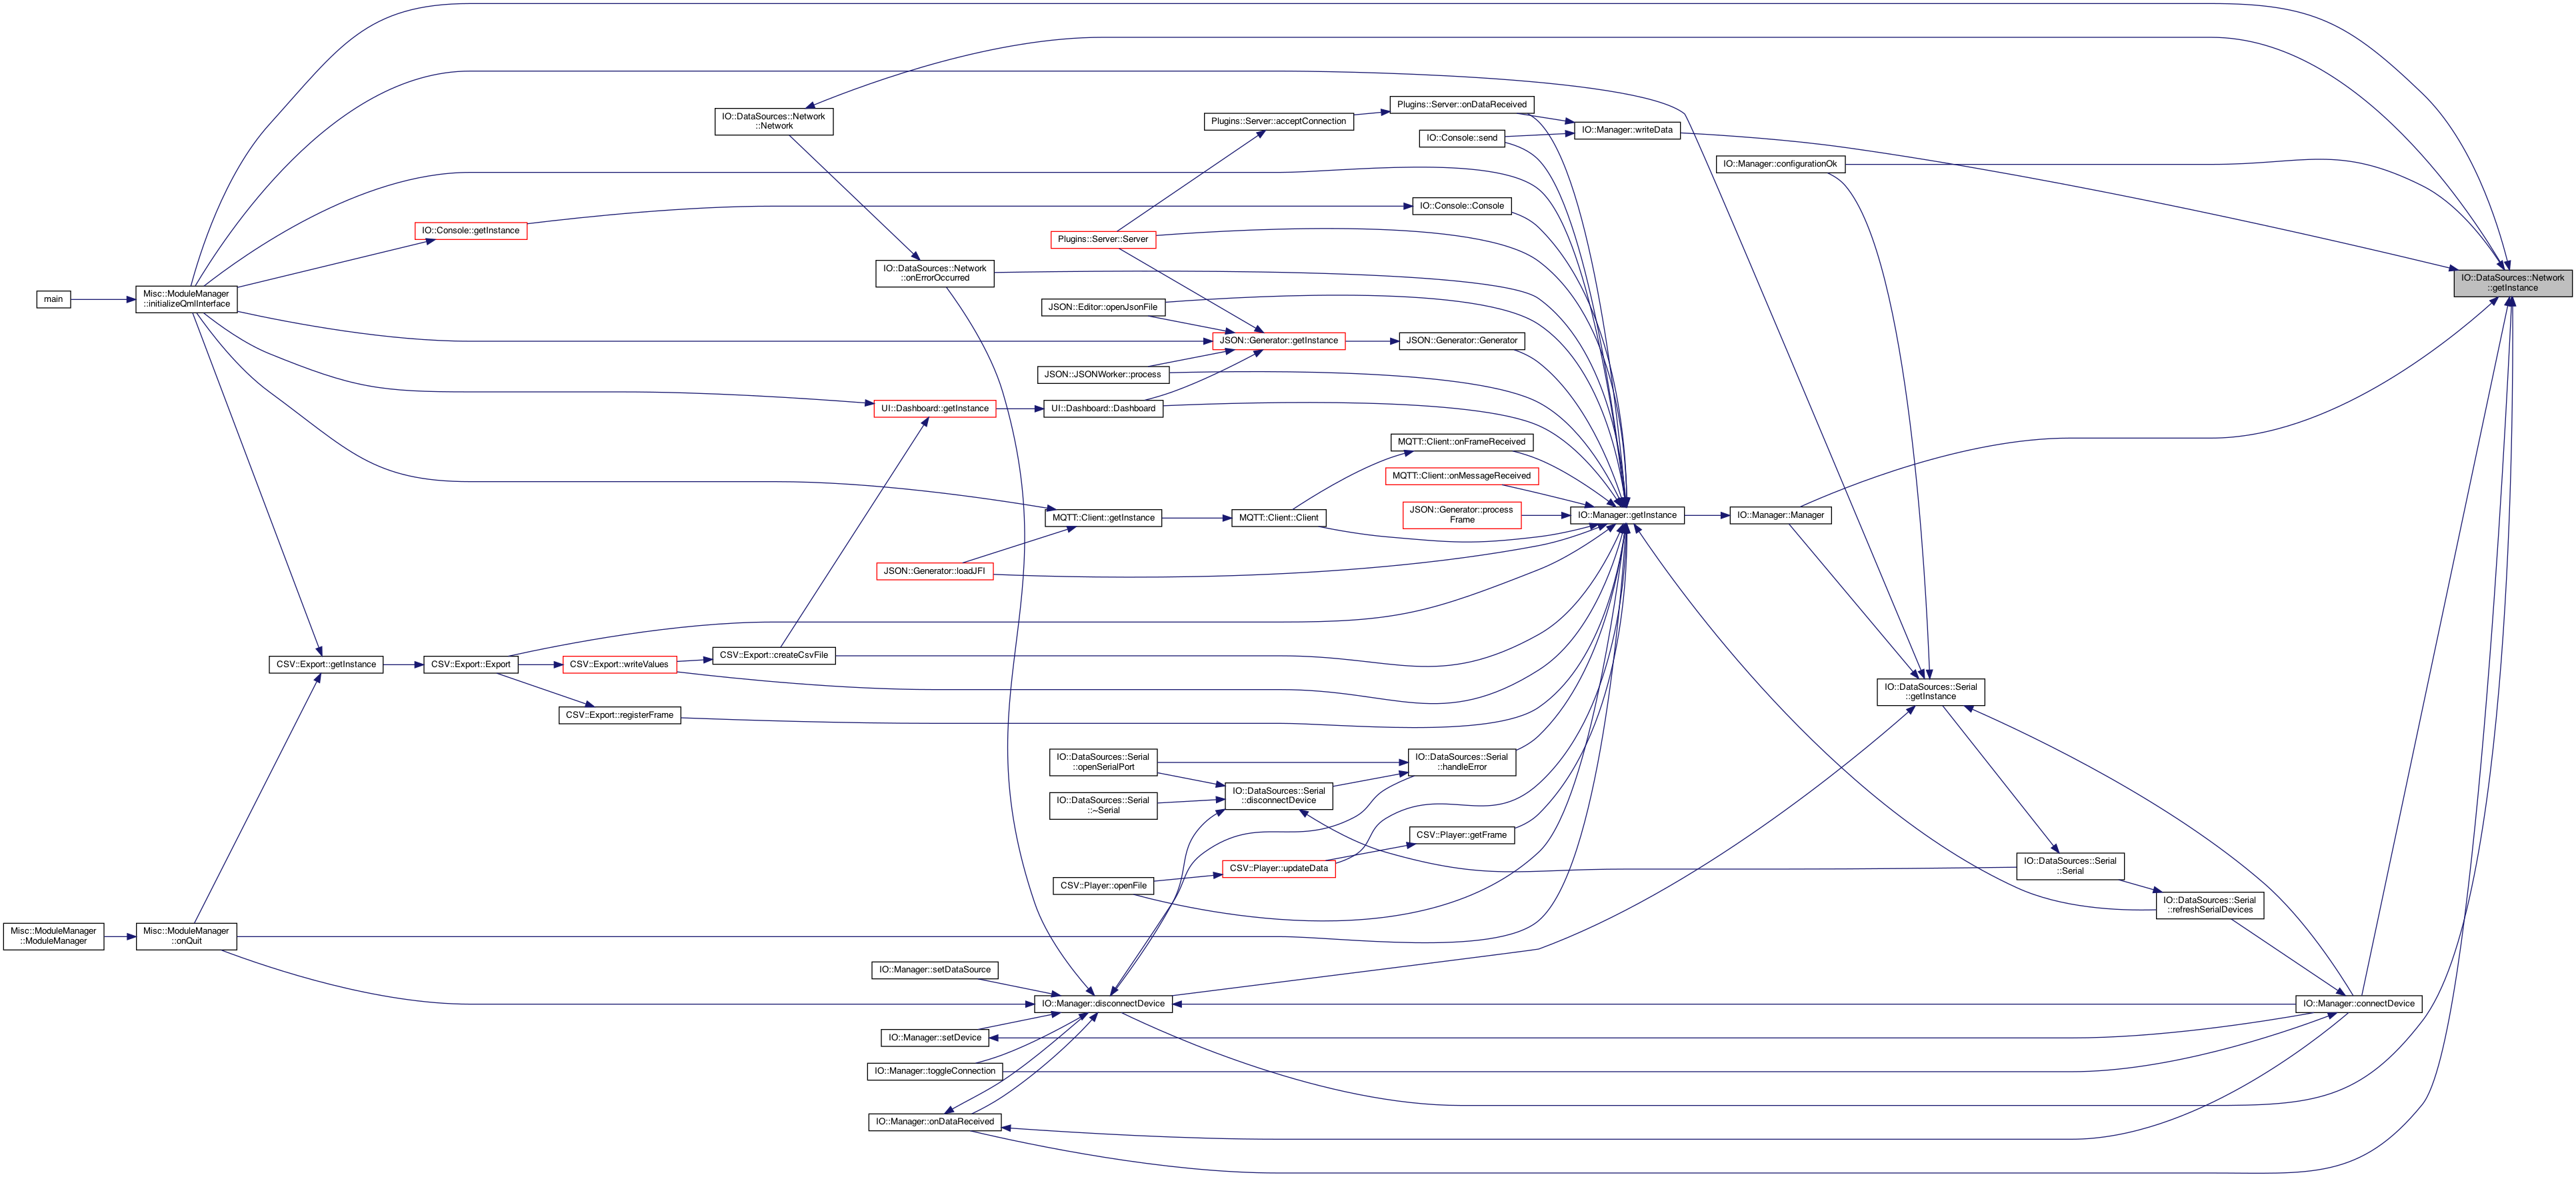 IO::DataSources::Network
::Network
Plugins::Server::onDataReceived
Plugins::Server::acceptConnection
IO::Manager::writeData
IO::Console::send
IO::Manager::configurationOk
IO::Console::Console
IO::Console::getInstance
Plugins::Server::Server
IO::DataSources::Network
::onErrorOccurred
IO::DataSources::Network
::getInstance
main
Misc::ModuleManager
::initializeQmlInterface
JSON::Editor::openJsonFile
JSON::Generator::getInstance
JSON::Generator::Generator
JSON::JSONWorker::process
UI::Dashboard::getInstance
UI::Dashboard::Dashboard
MQTT::Client::onFrameReceived
MQTT::Client::onMessageReceived
JSON::Generator::process
Frame
MQTT::Client::getInstance
MQTT::Client::Client
IO::Manager::getInstance
IO::Manager::Manager
JSON::Generator::loadJFI
CSV::Export::getInstance
CSV::Export::Export
CSV::Export::writeValues
CSV::Export::createCsvFile
IO::DataSources::Serial
::getInstance
CSV::Export::registerFrame
IO::DataSources::Serial
::openSerialPort
IO::DataSources::Serial
::handleError
IO::DataSources::Serial
::disconnectDevice
IO::DataSources::Serial
::~Serial
CSV::Player::getFrame
CSV::Player::updateData
IO::DataSources::Serial
::Serial
CSV::Player::openFile
IO::DataSources::Serial
::refreshSerialDevices
Misc::ModuleManager
::ModuleManager
Misc::ModuleManager
::onQuit
IO::Manager::setDataSource
IO::Manager::disconnectDevice
IO::Manager::connectDevice
IO::Manager::setDevice
IO::Manager::toggleConnection
IO::Manager::onDataReceived